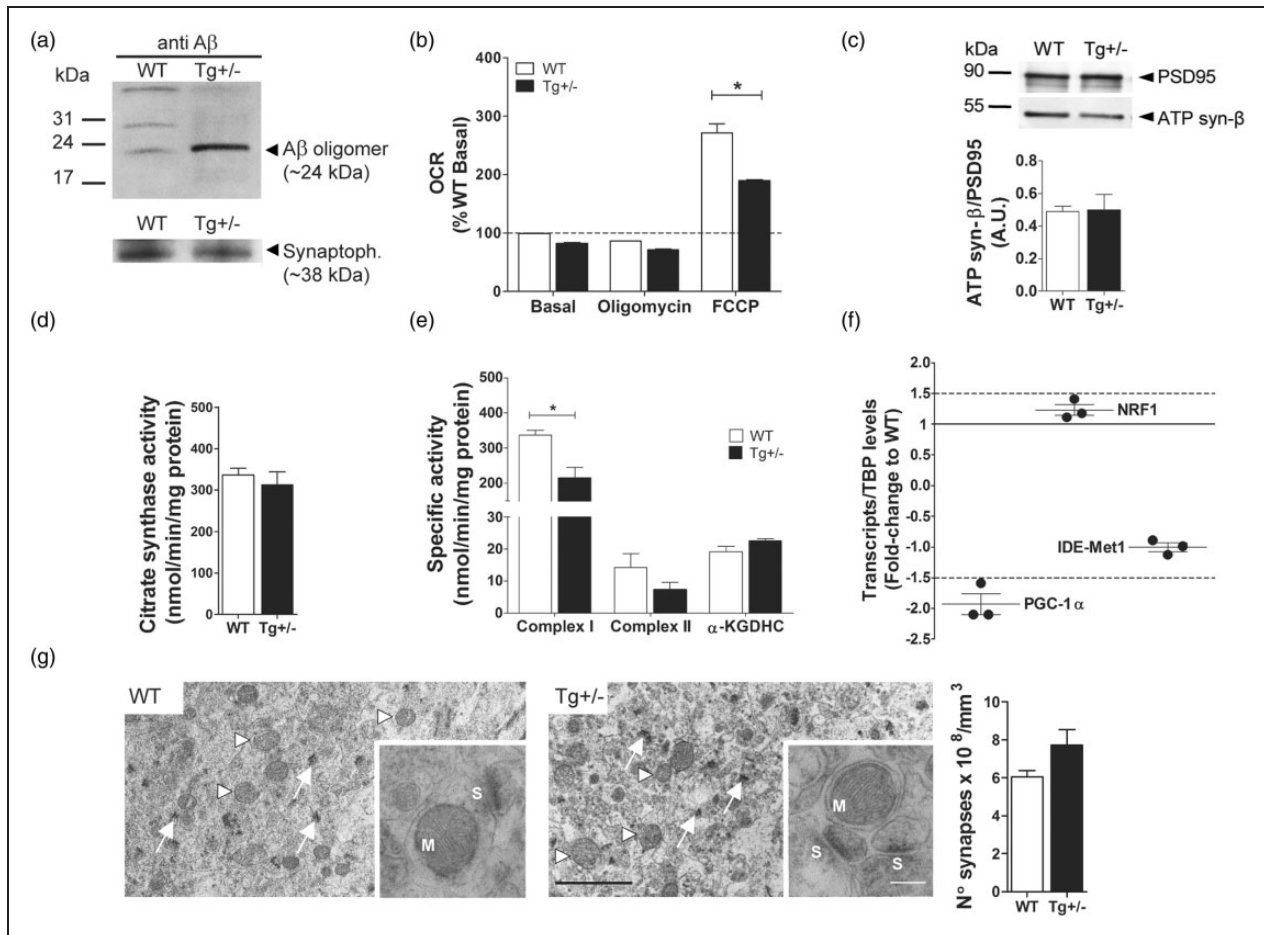 (a)
anti Aβ
WT Tg+/-
kDa
31
24
17
Aβ oligomer
(~24 kDa)
WT Tg+/-
Synaptoph.
(~38 kDa)
(b)
OCR
(%WT Basal)
400
300
200
100
0
WT
Tg+/-
*
Basal Oligomycin FCCP
(c)
kDa WT Tg+/-
90 PSD95
55 ATP syn-β
ATP syn-β/PSD95
(A.U.)
0.8
0.6
0.4
0.2
0.0
WT Tg+/-
(d)
Citrate synthase activity
(nmol/min/mg protein)
500
400
300
200
100
0
WT Tg+/-
(e)
Specific activity
(nmol/min/mg protein)
500
400
300
200
30
20
10
0
*
WT
Tg+/-
Complex I Complex II α-KGDHC
(f)
Transcripts/TBP levels
(Fold-change to WT)
2.0
1.5
1
0.5
0.0
-0.5
-1.0
-1.5
-2.0
-2.5
NRF1
IDE-Met1
PGC-1 α
(g)
WT
S
M
Tg+/-
M
S
S
N° synapses x 10⁸/mm³
10
8
6
4
2
0
WT Tg+/-